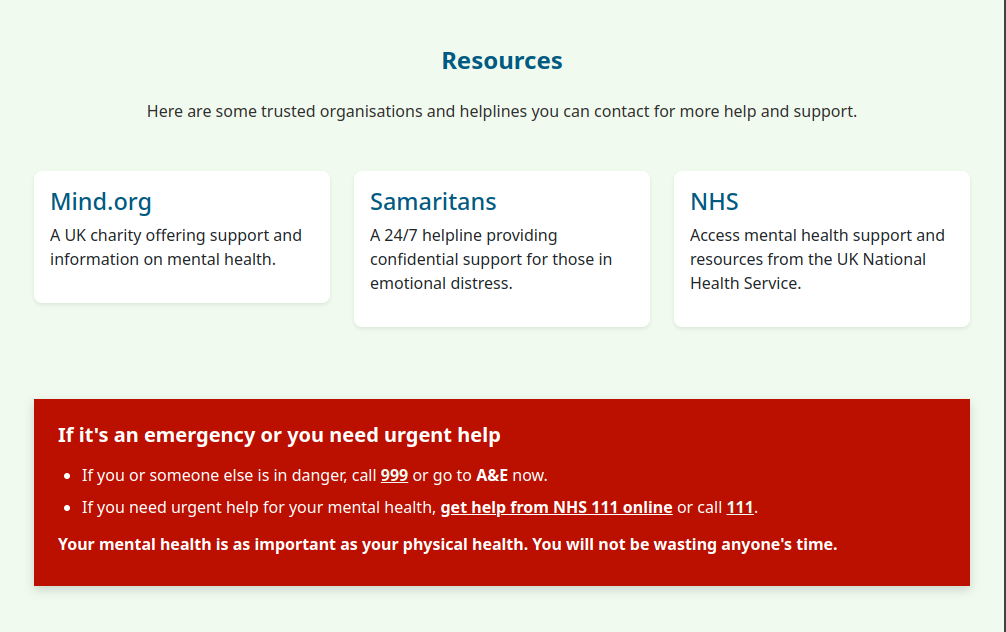 Resources
Here are some trusted organisations and helplines you can contact for more help and support.
Mind.org
A UK charity offering support and
information on mental health.
Samaritans
A 24/7 helpline providing
confidential support for those in
emotional distress.
NHS
Access mental health support and
resources from the UK National
Health Service.
If it's an emergency or you need urgent help
If you or someone else is in danger, call 999 or go to A&E now.
If you need urgent help for your mental health, get help from NHS 111 online or call 111.
Your mental health is as important as your physical health. You will not be wasting anyone's time.